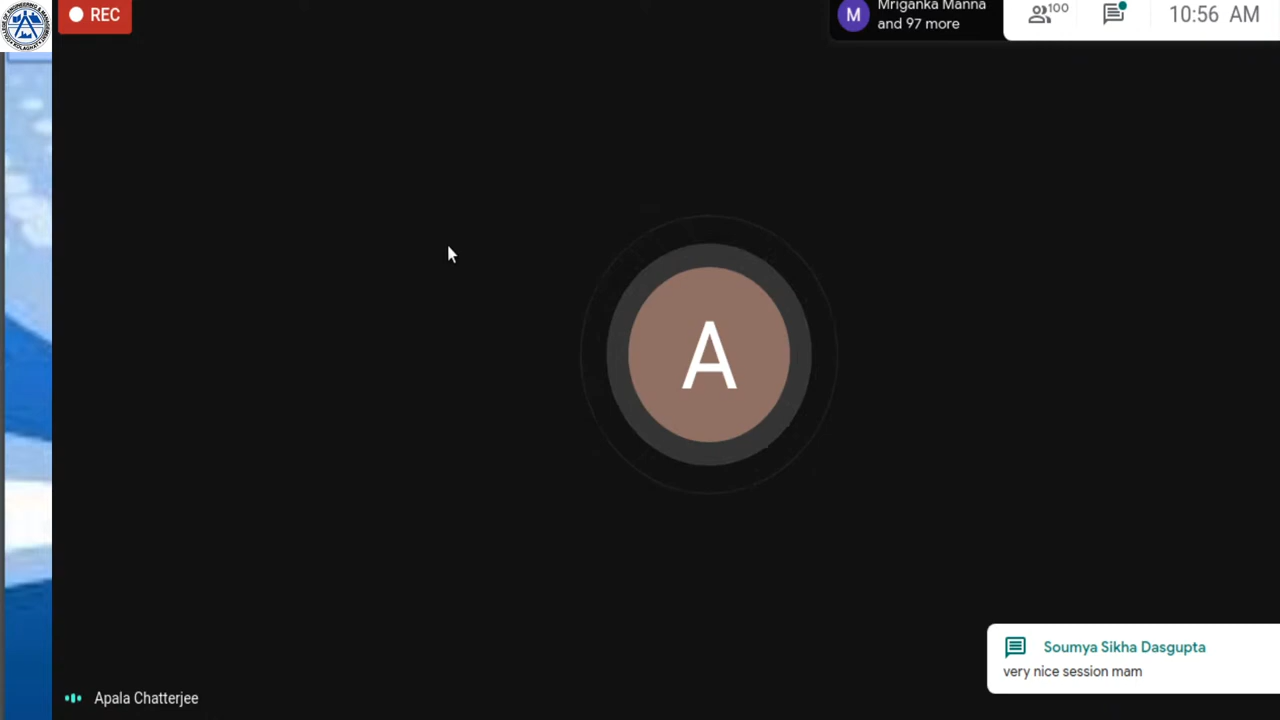 REC
M
Mriganka Manna
and 97 more
100
10:56 AM
A
Soumya Sikha Dasgupta
very nice session mam
Apala Chatterjee